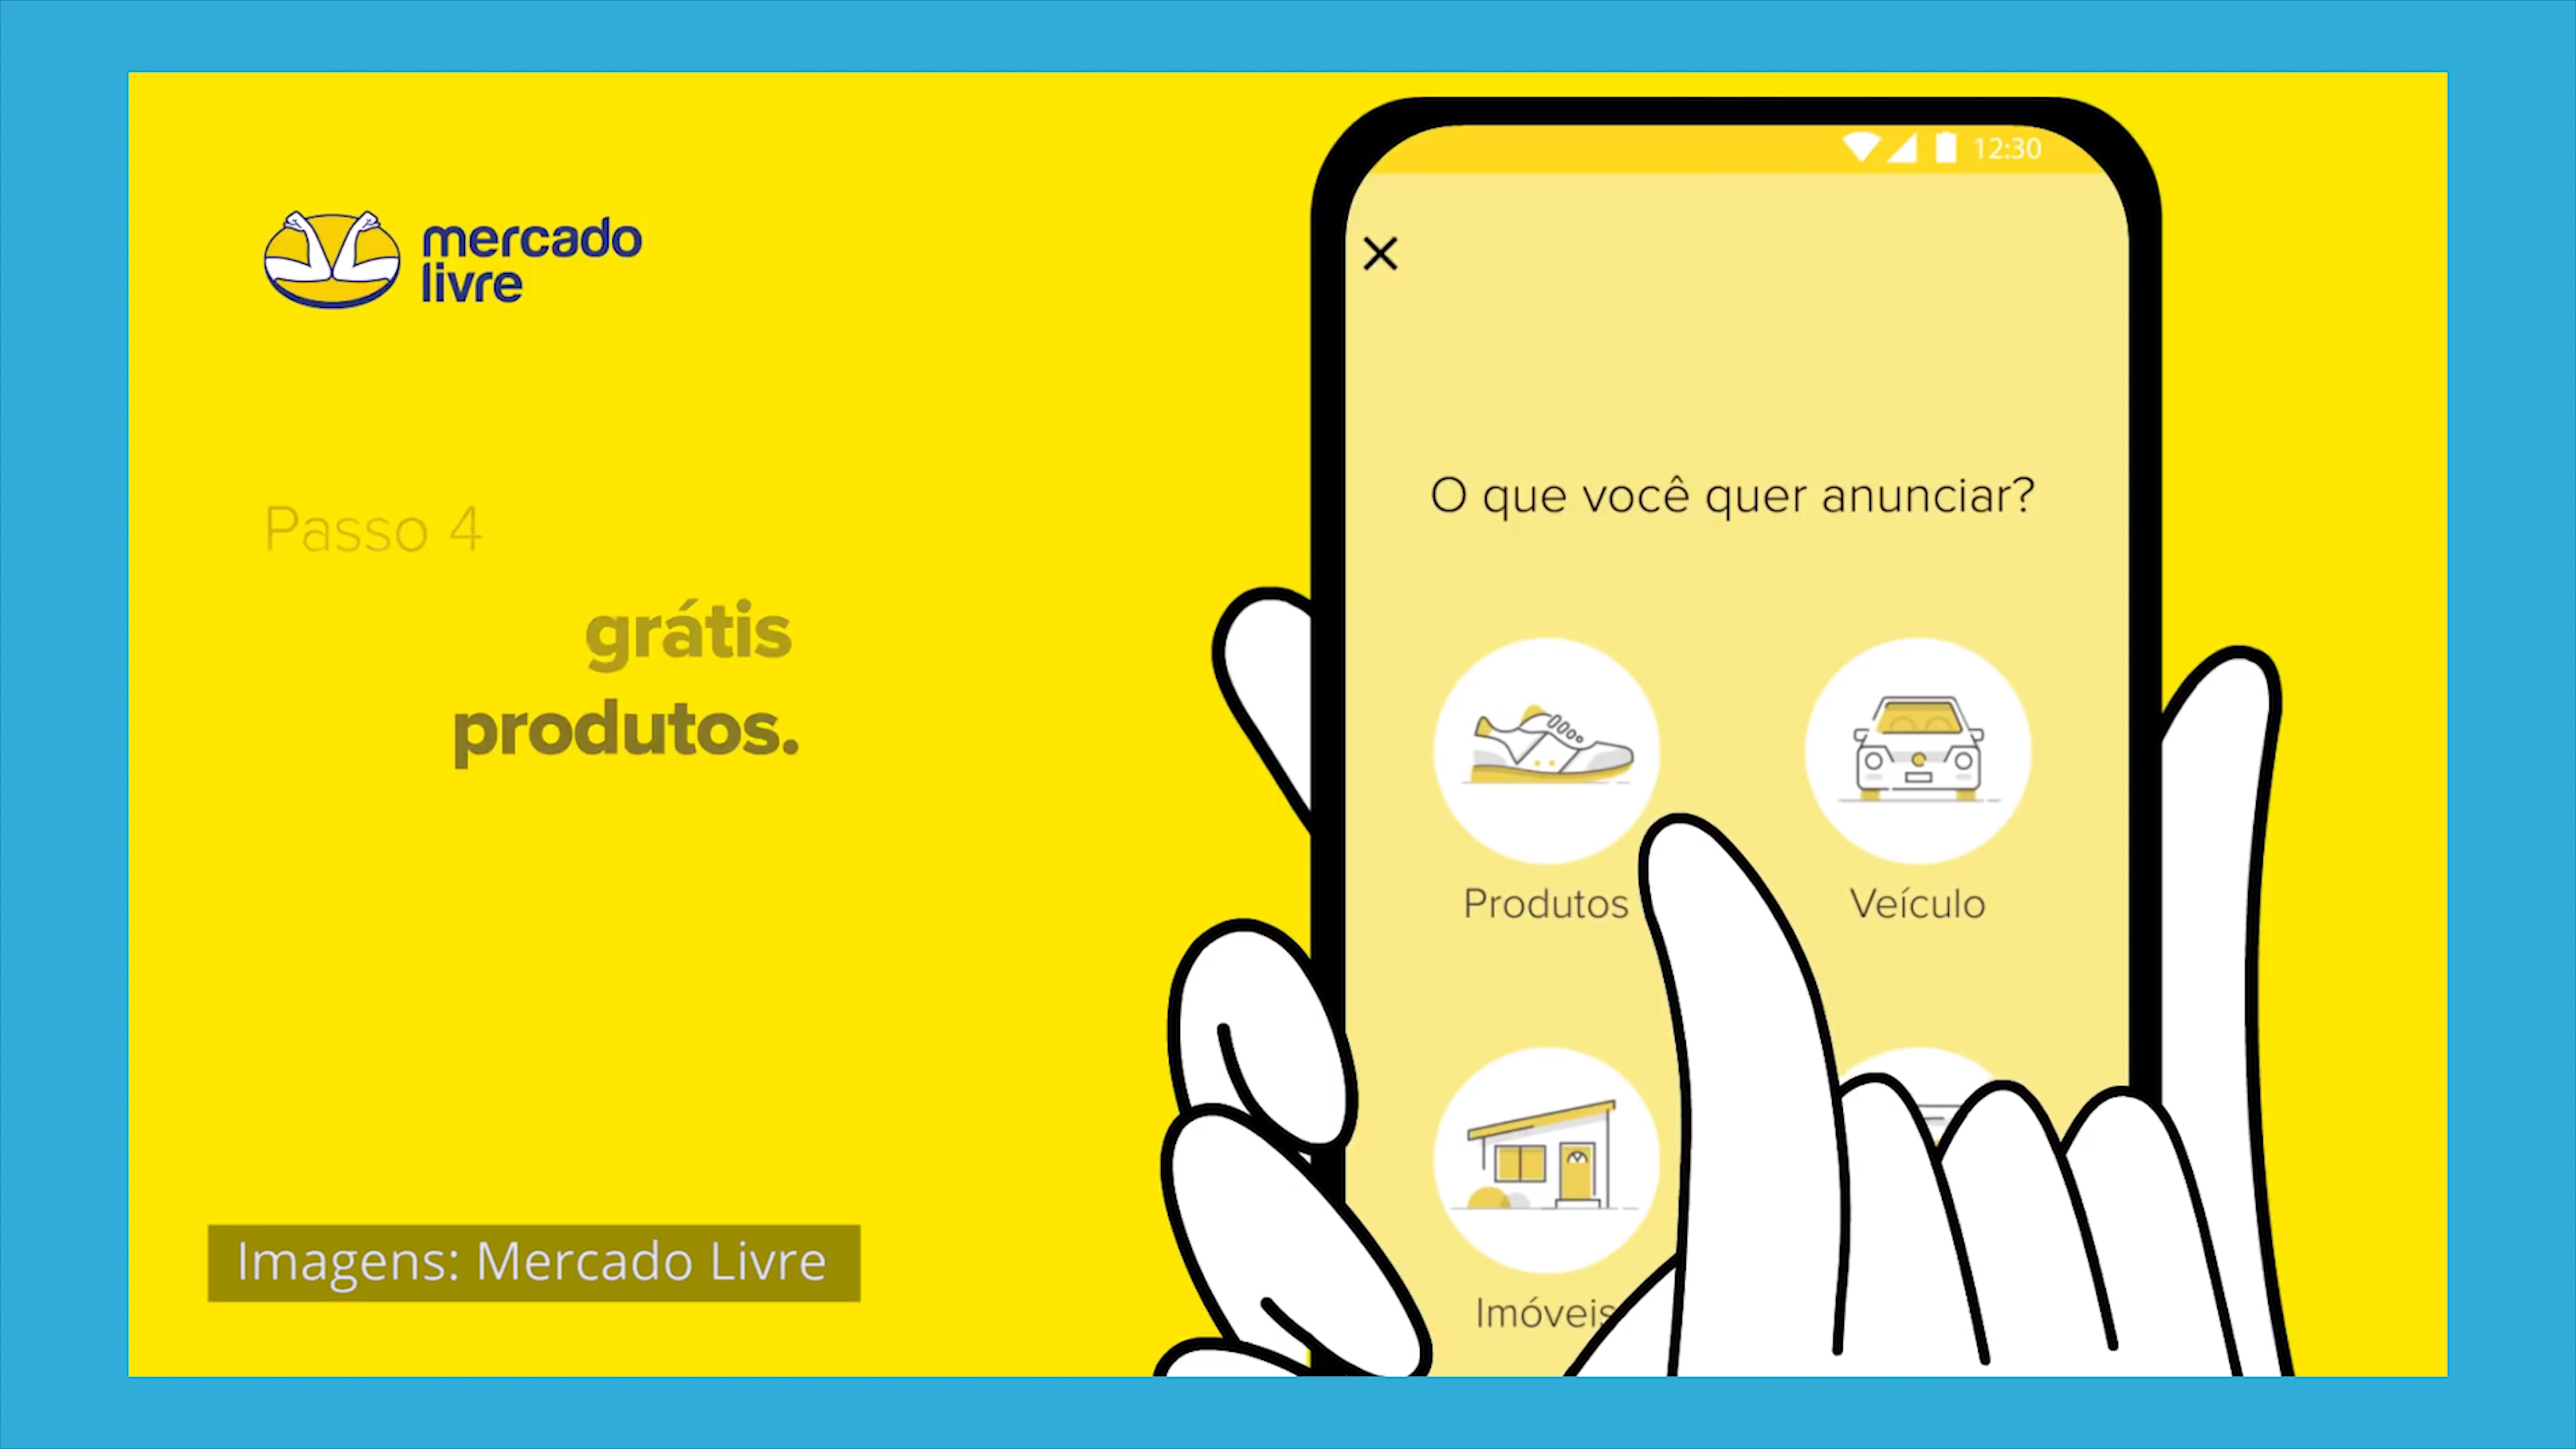 mercado
livre
Passo 4
grátis
produtos.
Imagens: Mercado Livre
12:30
O que você quer anunciar?
Produtos
Veículo
Imóveis